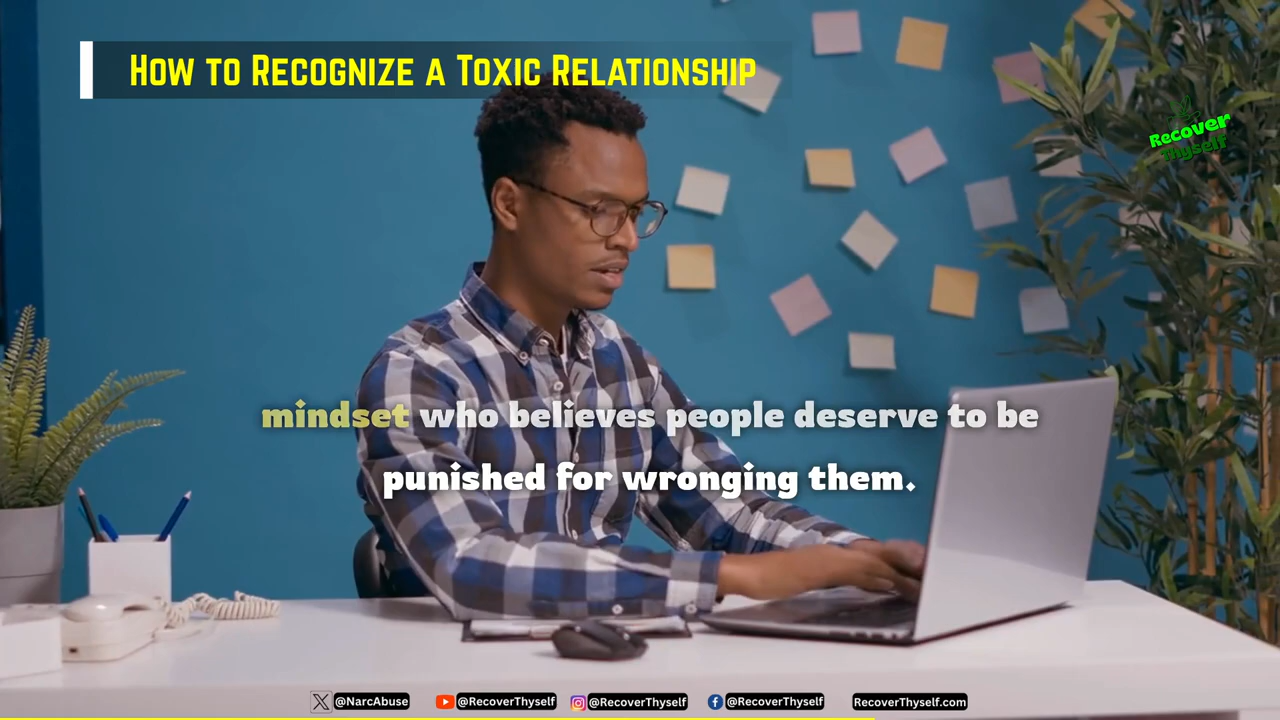 How to Recognize a Toxic Relationship
Recover
Thyself
mindset who believes people deserve to be
punished for wronging them.
@NarcAbuse @RecoverThyself @RecoverThyself @RecoverThyself RecoverThyself.com